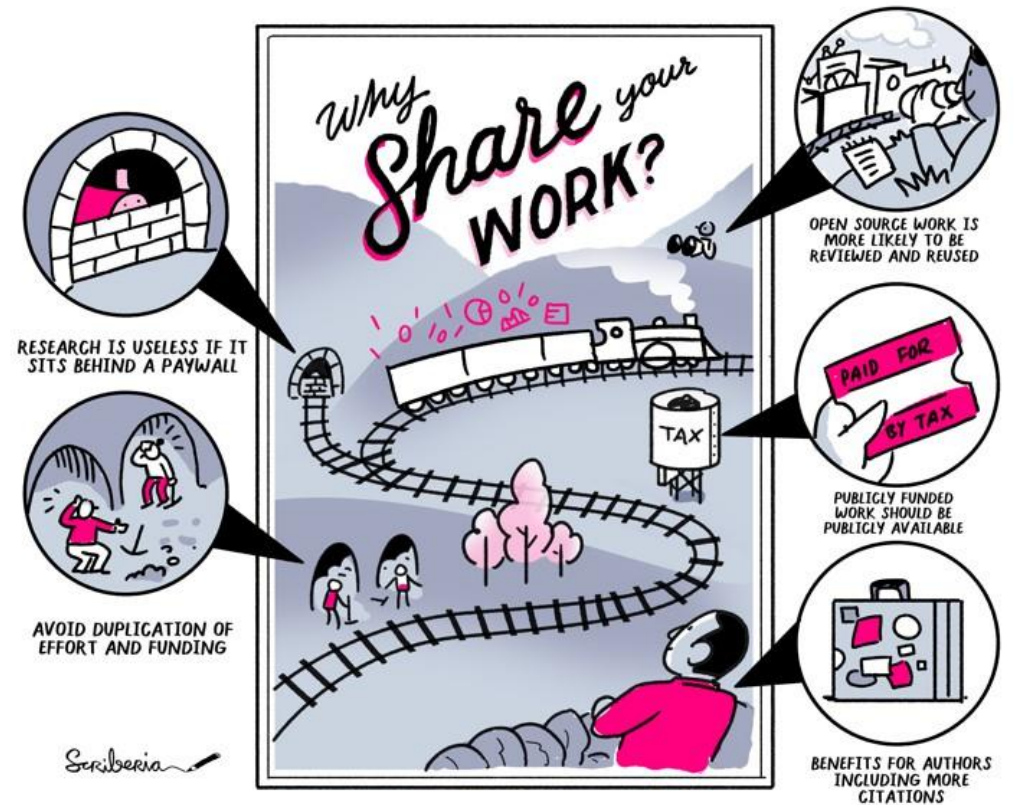 Why
Share your
WORK?
RESEARCH IS USELESS IF IT
SITS BEHIND A PAYWALL
AVOID DUPLICATION OF
EFFORT AND FUNDING
OPEN SOURCE WORK IS
MORE LIKELY TO BE
REVIEWED AND REUSED
TAX
PAID FOR
BY TAX
PUBLICLY FUNDED
WORK SHOULD BE
PUBLICLY AVAILABLE
BENEFITS FOR AUTHORS
INCLUDING MORE
CITATIONS
Scriberia